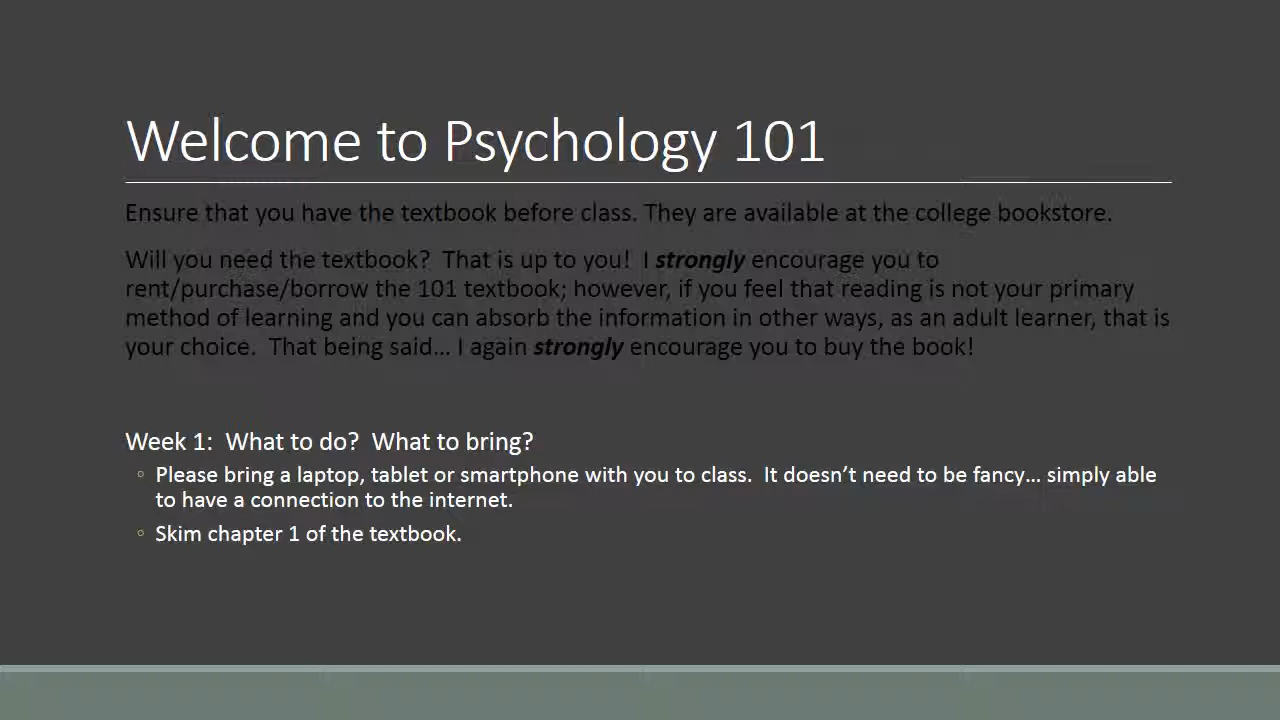 Welcome to Psychology 101
Ensure that you have the textbook before class. They are available at the college bookstore.
Will you need the textbook?  That is up to you!  I strongly encourage you to
rent/purchase/borrow the 101 textbook; however, if you feel that reading is not your primary
method of learning and you can absorb the information in other ways, as an adult learner, that is
your choice.  That being said… I again strongly encourage you to buy the book!
Week 1:  What to do?  What to bring?
◦ Please bring a laptop, tablet or smartphone with you to class.  It doesn’t need to be fancy… simply able
to have a connection to the internet.
◦ Skim chapter 1 of the textbook.